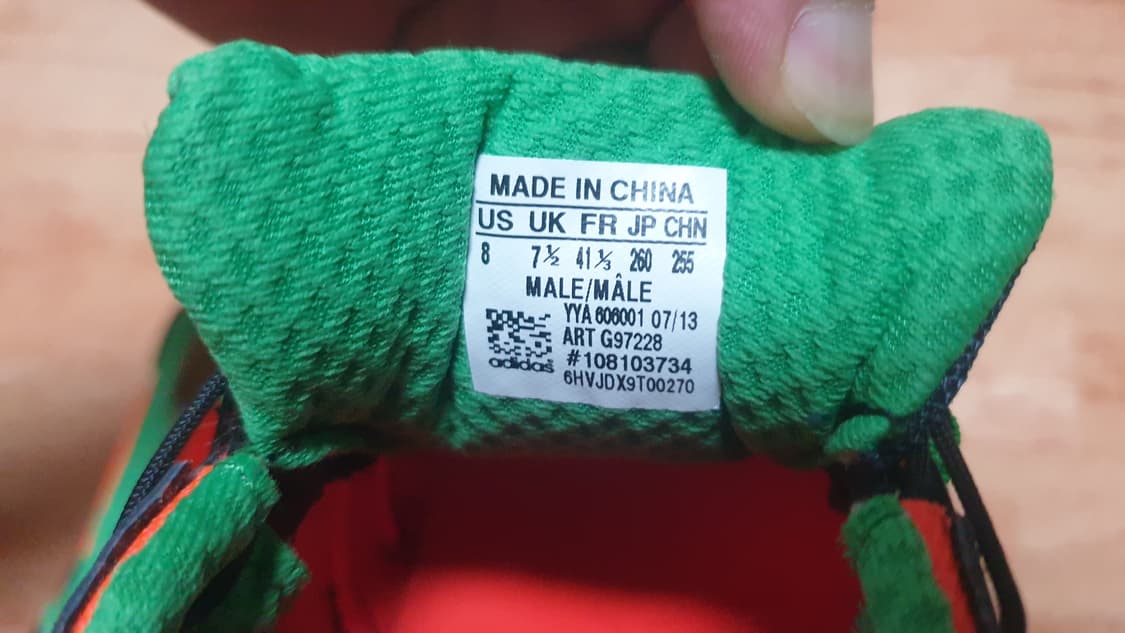 MADE IN CHINA
US UK FR JP CHN
8 7½ 41⅓ 260 255
MALE/MÂLE
YYA 606001 07/13
ART G97228
#108103734
adidas
6HVJDX9T00270